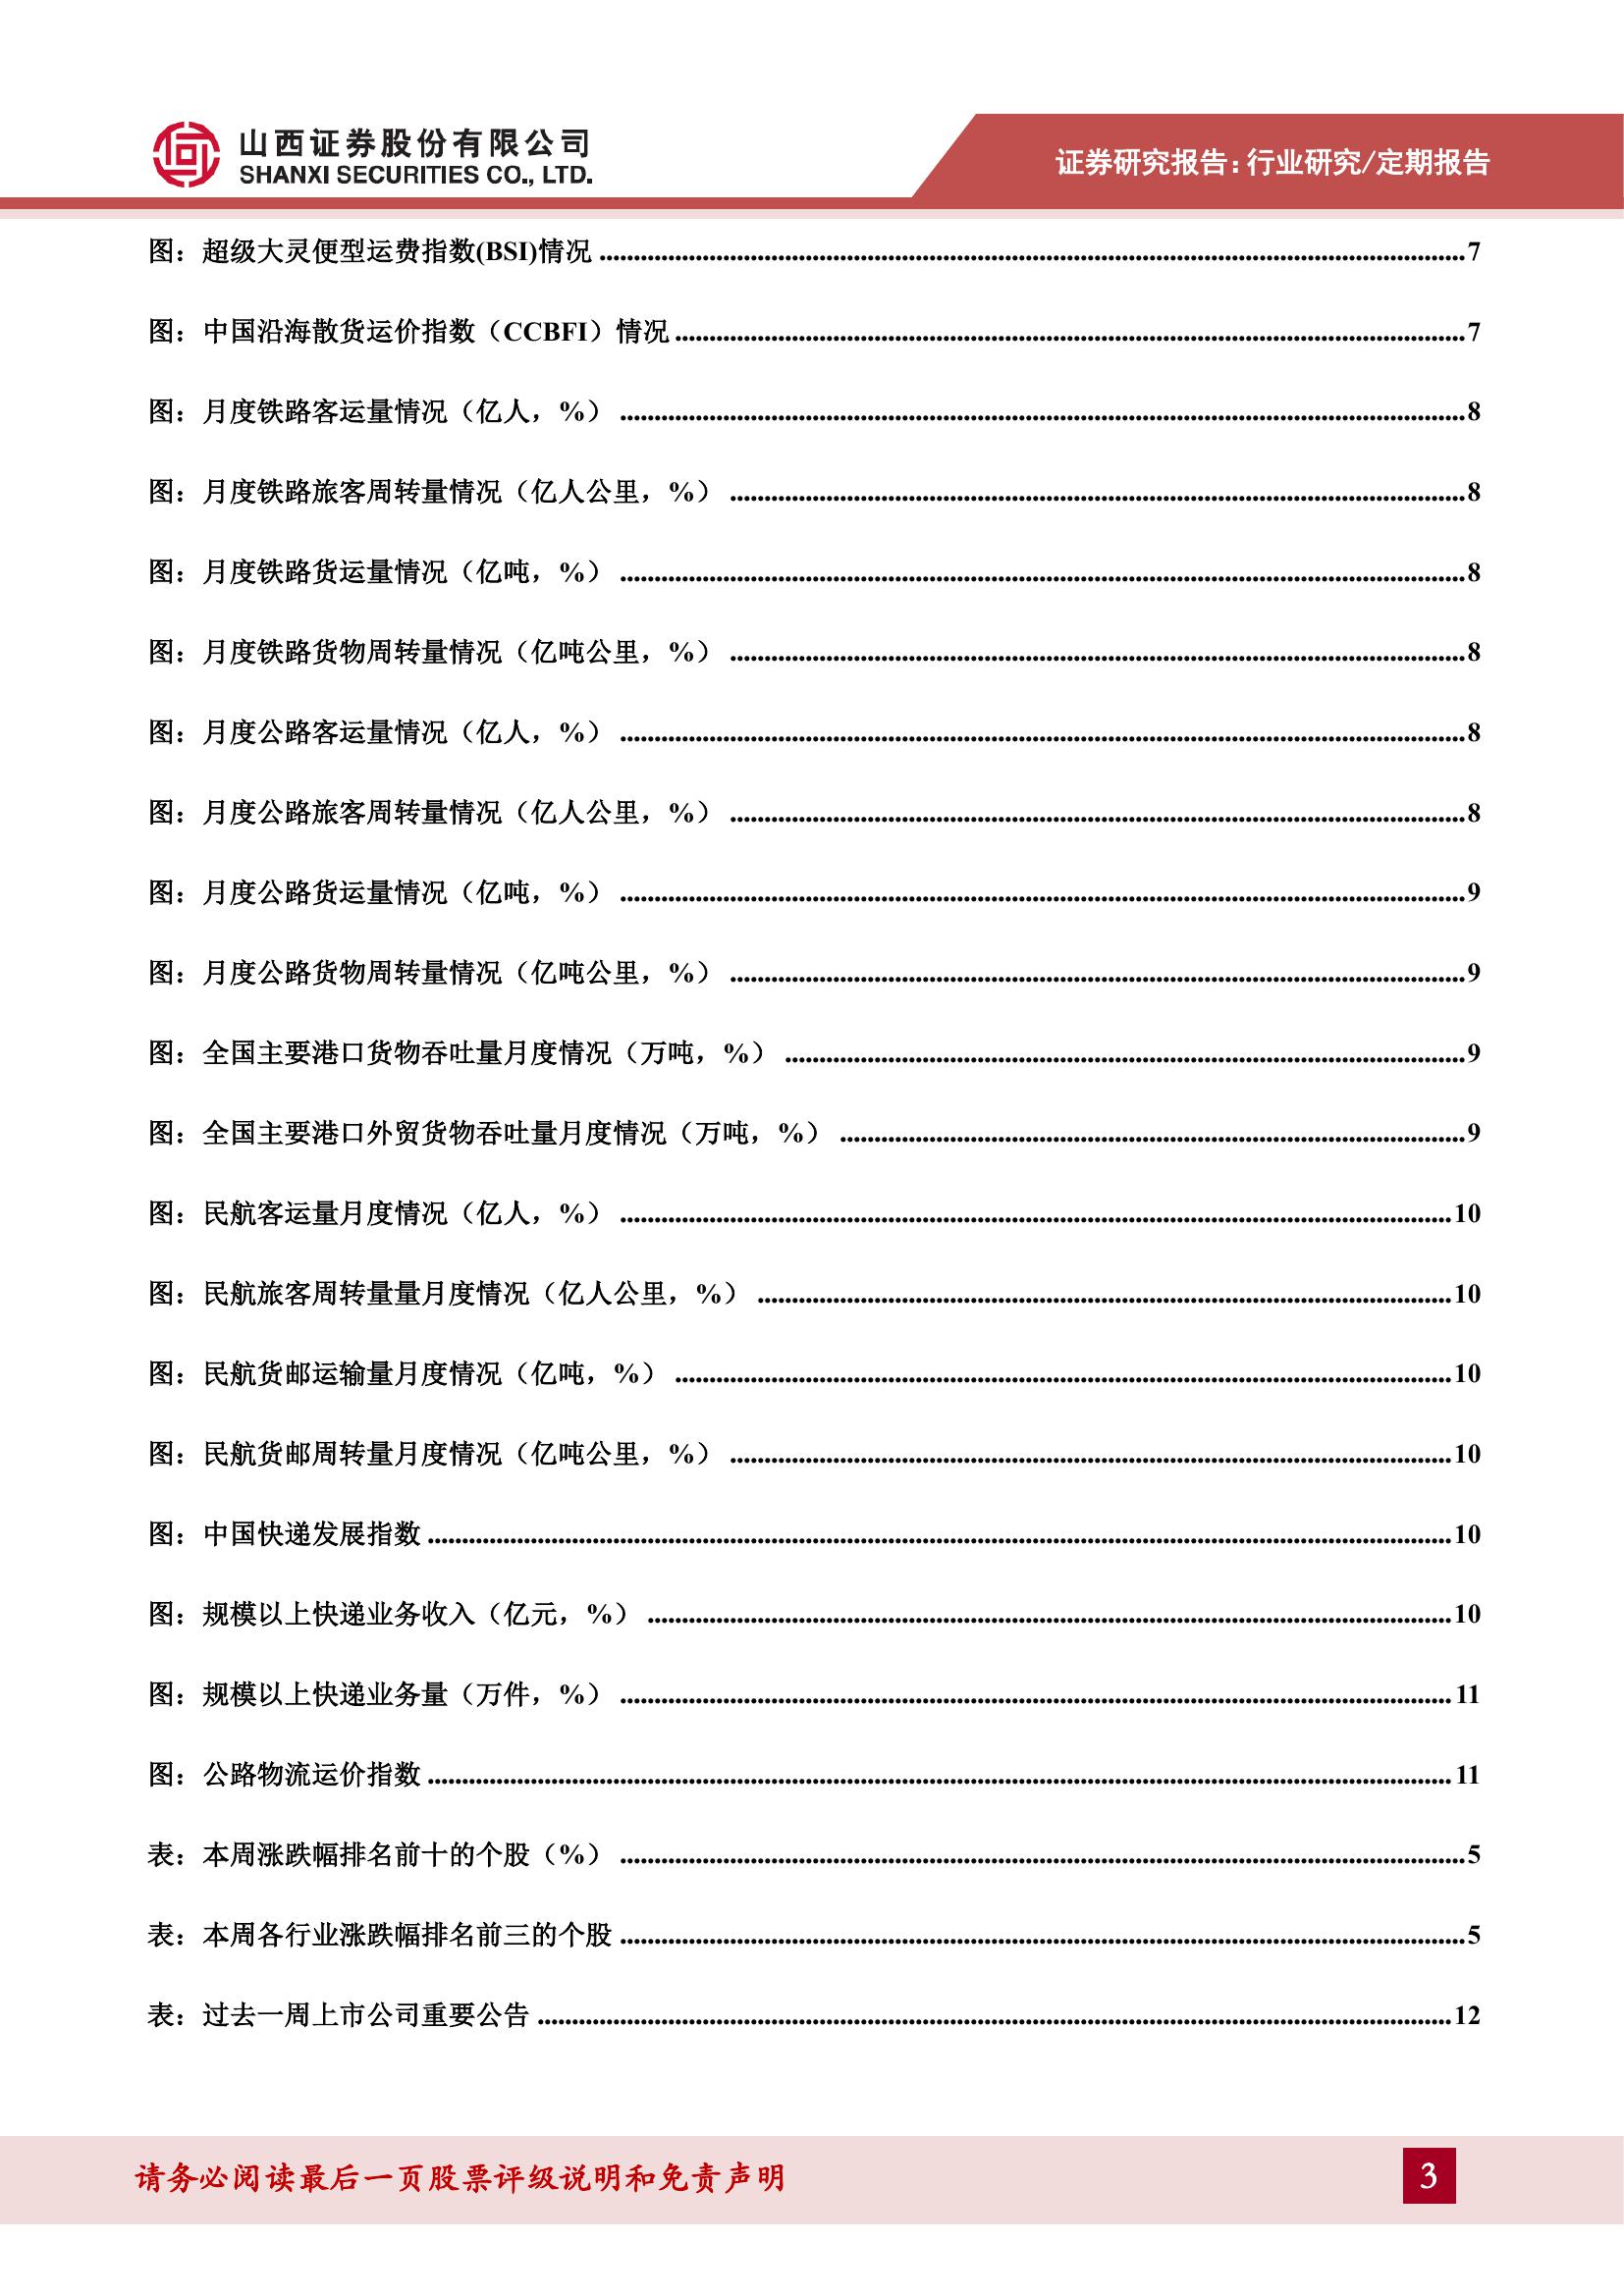 山西证券股份有限公司
SHANXI SECURITIES CO., LTD.
证券研究报告：行业研究/定期报告
图：超级大灵便型运费指数(BSI)情况 ........ 7
图：中国沿海散货运价指数（CCBFI）情况 ........ 7
图：月度铁路客运量情况（亿人，%） ........ 8
图：月度铁路旅客周转量情况（亿人公里，%） ........ 8
图：月度铁路货运量情况（亿吨，%） ........ 8
图：月度铁路货物周转量情况（亿吨公里，%） ........ 8
图：月度公路客运量情况（亿人，%） ........ 8
图：月度公路旅客周转量情况（亿人公里，%） ........ 8
图：月度公路货运量情况（亿吨，%） ........ 9
图：月度公路货物周转量情况（亿吨公里，%） ........ 9
图：全国主要港口货物吞吐量月度情况（万吨，%） ........ 9
图：全国主要港口外贸货物吞吐量月度情况（万吨，%） ........ 9
图：民航客运量月度情况（亿人，%） ........ 10
图：民航旅客周转量量月度情况（亿人公里，%） ........ 10
图：民航货邮运输量月度情况（亿吨，%） ........ 10
图：民航货邮周转量月度情况（亿吨公里，%） ........ 10
图：中国快递发展指数 ........ 10
图：规模以上快递业务收入（亿元，%） ........ 10
图：规模以上快递业务量（万件，%） ........ 11
图：公路物流运价指数 ........ 11
表：本周涨跌幅排名前十的个股（%） ........ 5
表：本周各行业涨跌幅排名前三的个股 ........ 5
表：过去一周上市公司重要公告 ........ 12
请务必阅读最后一页股票评级说明和免责声明
3